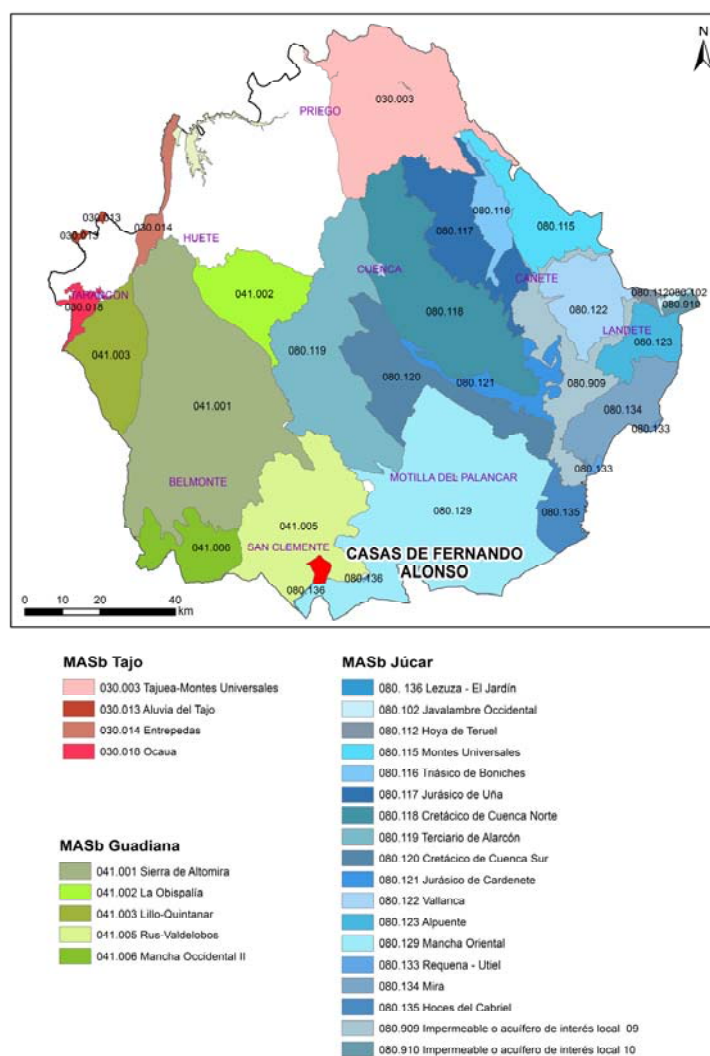 N
PRIEGO
030.003
030.013
030.013
030.014
HUETE
080.116
080.117
080.115
CUENCA
CAÑETE
TARANCON
030.018
041.002
080.122
080.112 080.102
080.010
LANDETE
080.118
080.123
041.003
080.119
080.120
080.121
080.909
041.001
080.134
080.133
080.133
BELMONTE
MOTILLA DEL PALANCAR
080.129
080.135
041.005
041.006
SAN CLEMENTE
CASAS DE FERNANDO
ALONSO
080.136
080.136
0 10 20 40
km
MASb Tajo
030.003 Tajuea-Montes Universales
030.013 Aluvia del Tajo
030.014 Entrepedas
030.018 Ocaua
MASb Guadiana
041.001 Sierra de Altomira
041.002 La Obispalía
041.003 Lillo-Quintanar
041.005 Rus-Valdelobos
041.006 Mancha Occidental II
MASb Júcar
080. 136 Lezuza - El Jardín
080.102 Javalambre Occidental
080.112 Hoya de Teruel
080.115 Montes Universales
080.116 Triásico de Boniches
080.117 Jurásico de Uña
080.118 Cretácico de Cuenca Norte
080.119 Terciario de Alarcón
080.120 Cretácico de Cuenca Sur
080.121 Jurásico de Cardenete
080.122 Vallanca
080.123 Alpuente
080.129 Mancha Oriental
080.133 Requena - Utiel
080.134 Mira
080.135 Hoces del Cabriel
080.909 Impermeable o acuífero de interés local 09
080.910 Impermeable o acuífero de interés local 10